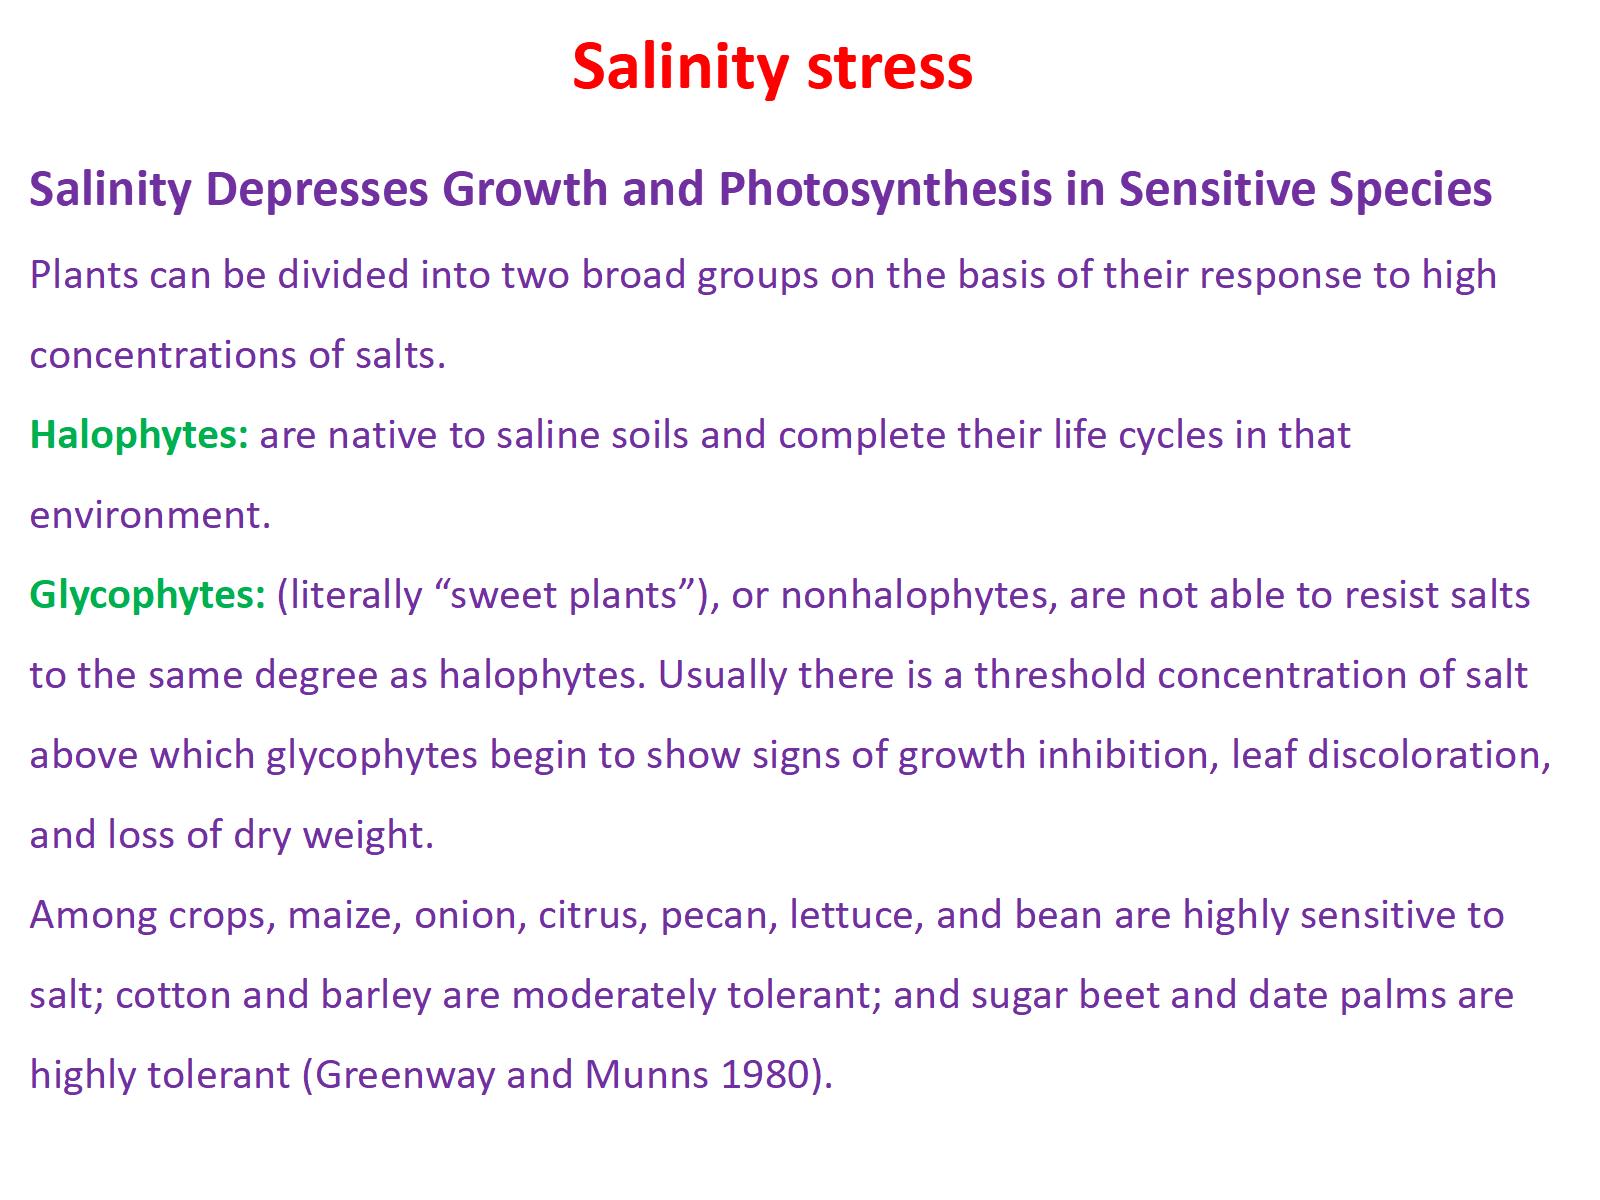 Salinity stress
Salinity Depresses Growth and Photosynthesis in Sensitive Species
Plants can be divided into two broad groups on the basis of their response to high
concentrations of salts.
Halophytes: are native to saline soils and complete their life cycles in that
environment.
Glycophytes: (literally “sweet plants”), or nonhalophytes, are not able to resist salts
to the same degree as halophytes. Usually there is a threshold concentration of salt
above which glycophytes begin to show signs of growth inhibition, leaf discoloration,
and loss of dry weight.
Among crops, maize, onion, citrus, pecan, lettuce, and bean are highly sensitive to
salt; cotton and barley are moderately tolerant; and sugar beet and date palms are
highly tolerant (Greenway and Munns 1980).